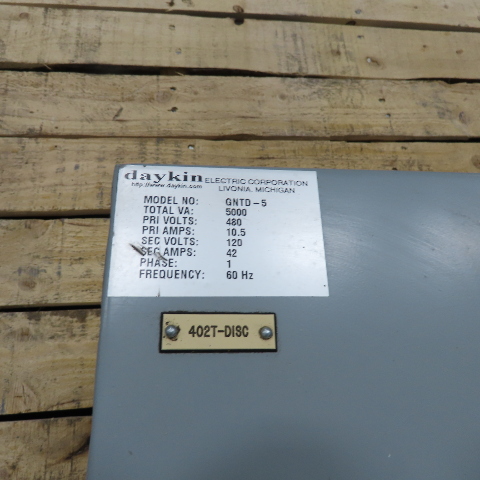 daykin ELECTRIC CORPORATION
http://www.daykin.com LIVONIA, MICHIGAN
MODEL NO: GNTD-5
TOTAL VA: 5000
PRI VOLTS: 480
PRI AMPS: 10.5
SEC VOLTS: 120
SEC AMPS: 42
PHASE: 1
FREQUENCY: 60 Hz
402T-DISC